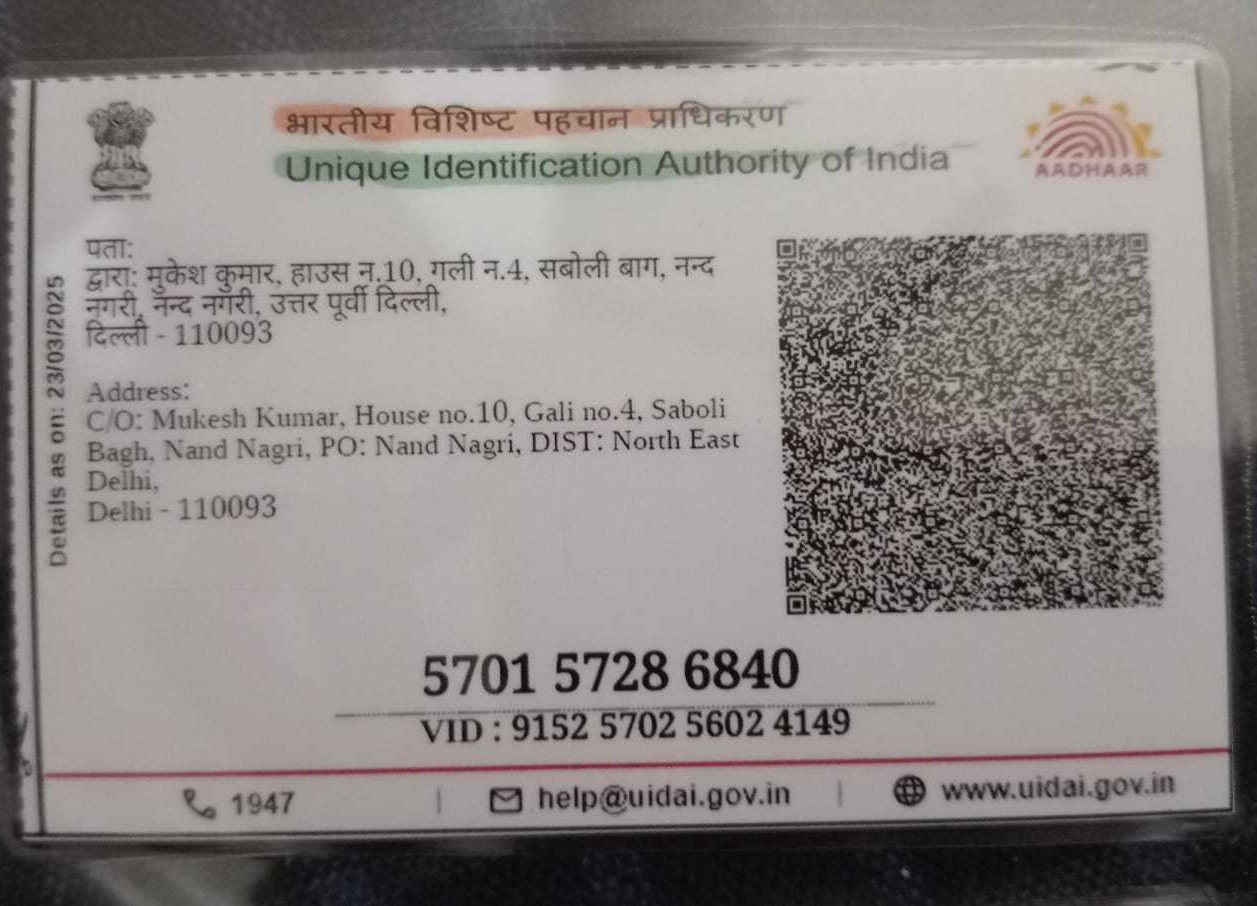 भारतीय विशिष्ट पहचान प्राधिकरण
Unique Identification Authority of India
AADHAAR
पता:
द्वारा: मुकेश कुमार, हाउस न.10, गली न.4, सबोली बाग, नन्द
नगरी, नन्द नगरी, उत्तर पूर्वी दिल्ली,
दिल्ली - 110093
Address:
C/O: Mukesh Kumar, House no.10, Gali no.4, Saboli
Bagh, Nand Nagri, PO: Nand Nagri, DIST: North East
Delhi,
Delhi - 110093
Details as on: 23/03/2025
5701 5728 6840
VID : 9152 5702 5602 4149
1947 | help@uidai.gov.in | www.uidai.gov.in